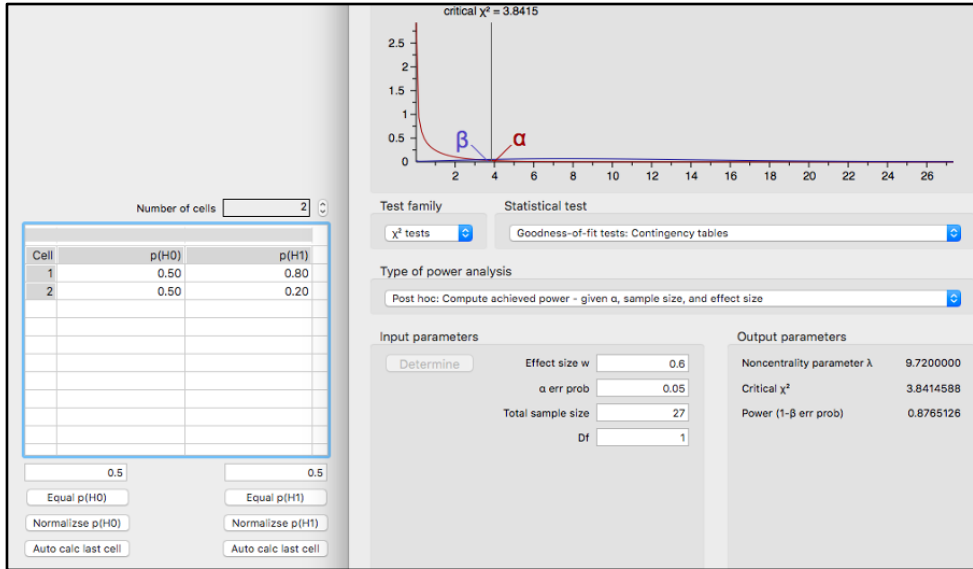 critical χ² = 3.8415
2.5
2
1.5
1
0.5
0
β
α
2 4 6 8 10 12 14 16 18 20 22 24 26
Number of cells 2
Cell p(H0) p(H1)
1 0.50 0.80
2 0.50 0.20
0.5 0.5
Equal p(H0) Equal p(H1)
Normalizse p(H0) Normalizse p(H1)
Auto calc last cell Auto calc last cell
Test family Statistical test
χ² tests Goodness-of-fit tests: Contingency tables
Type of power analysis
Post hoc: Compute achieved power - given α, sample size, and effect size
Input parameters Output parameters
Determine Effect size w 0.6 Noncentrality parameter λ 9.7200000
α err prob 0.05 Critical χ² 3.8414588
Total sample size 27 Power (1-β err prob) 0.8765126
Df 1